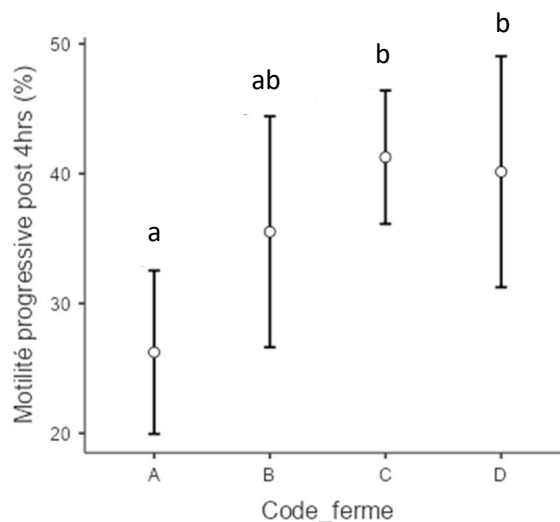 Motilité progressive post 4hrs (%)
50
40
30
20
a
ab
b
b
A
B
C
D
Code_ferme